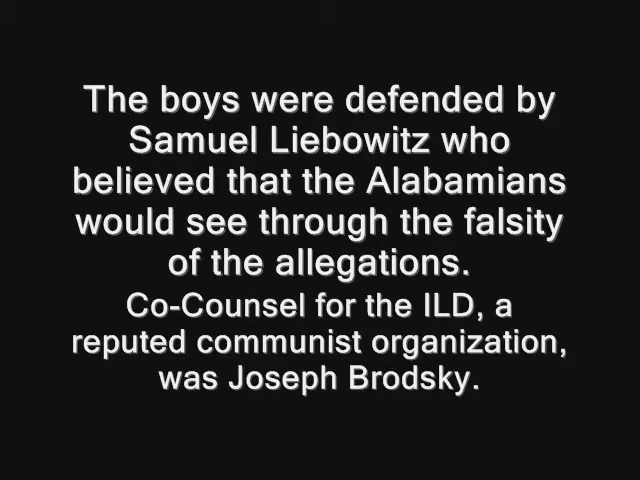 The boys were defended by
Samuel Liebowitz who
believed that the Alabamians
would see through the falsity
of the allegations.
Co-Counsel for the ILD, a
reputed communist organization,
was Joseph Brodsky.